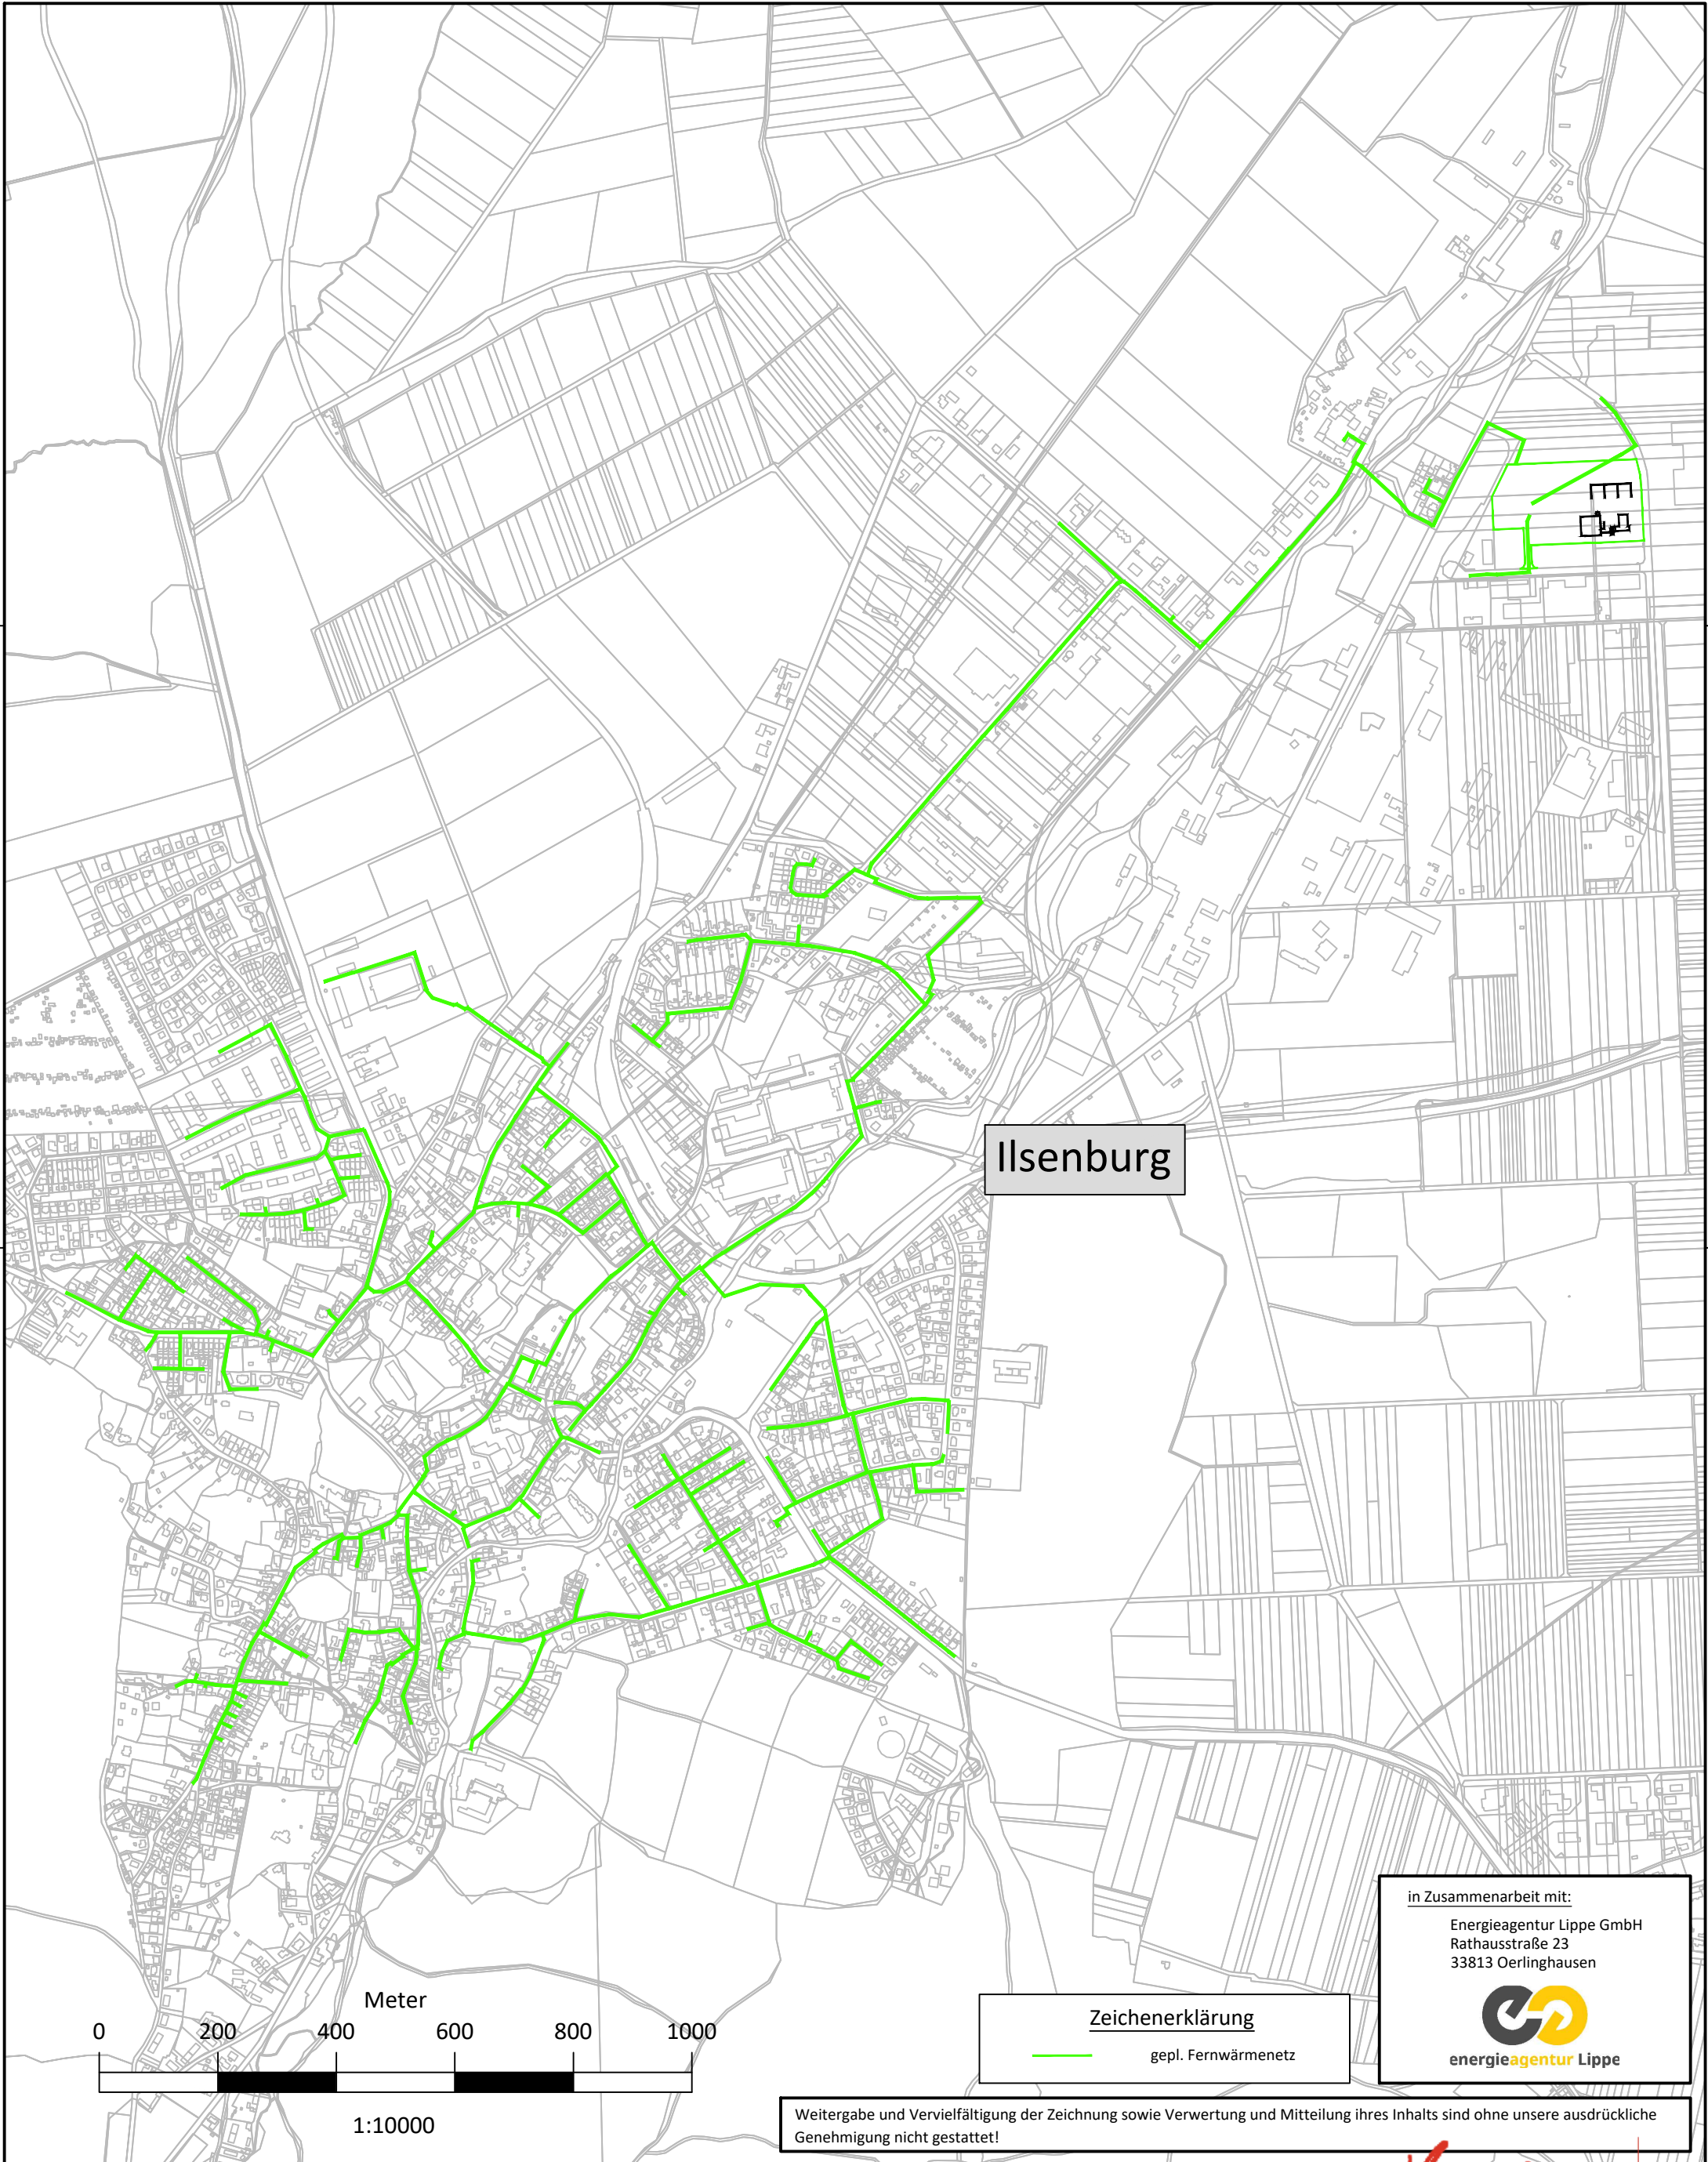 Ilsenburg
in Zusammenarbeit mit:
Energieagentur Lippe GmbH
Rathausstraße 23
33813 Oerlinghausen
energieagentur Lippe
Meter
0 200 400 600 800 1000
1:10000
Zeichenerklärung
gepl. Fernwärmenetz
Weitergabe und Vervielfältigung der Zeichnung sowie Verwertung und Mitteilung ihres Inhalts sind ohne unsere ausdrückliche
Genehmigung nicht gestattet!